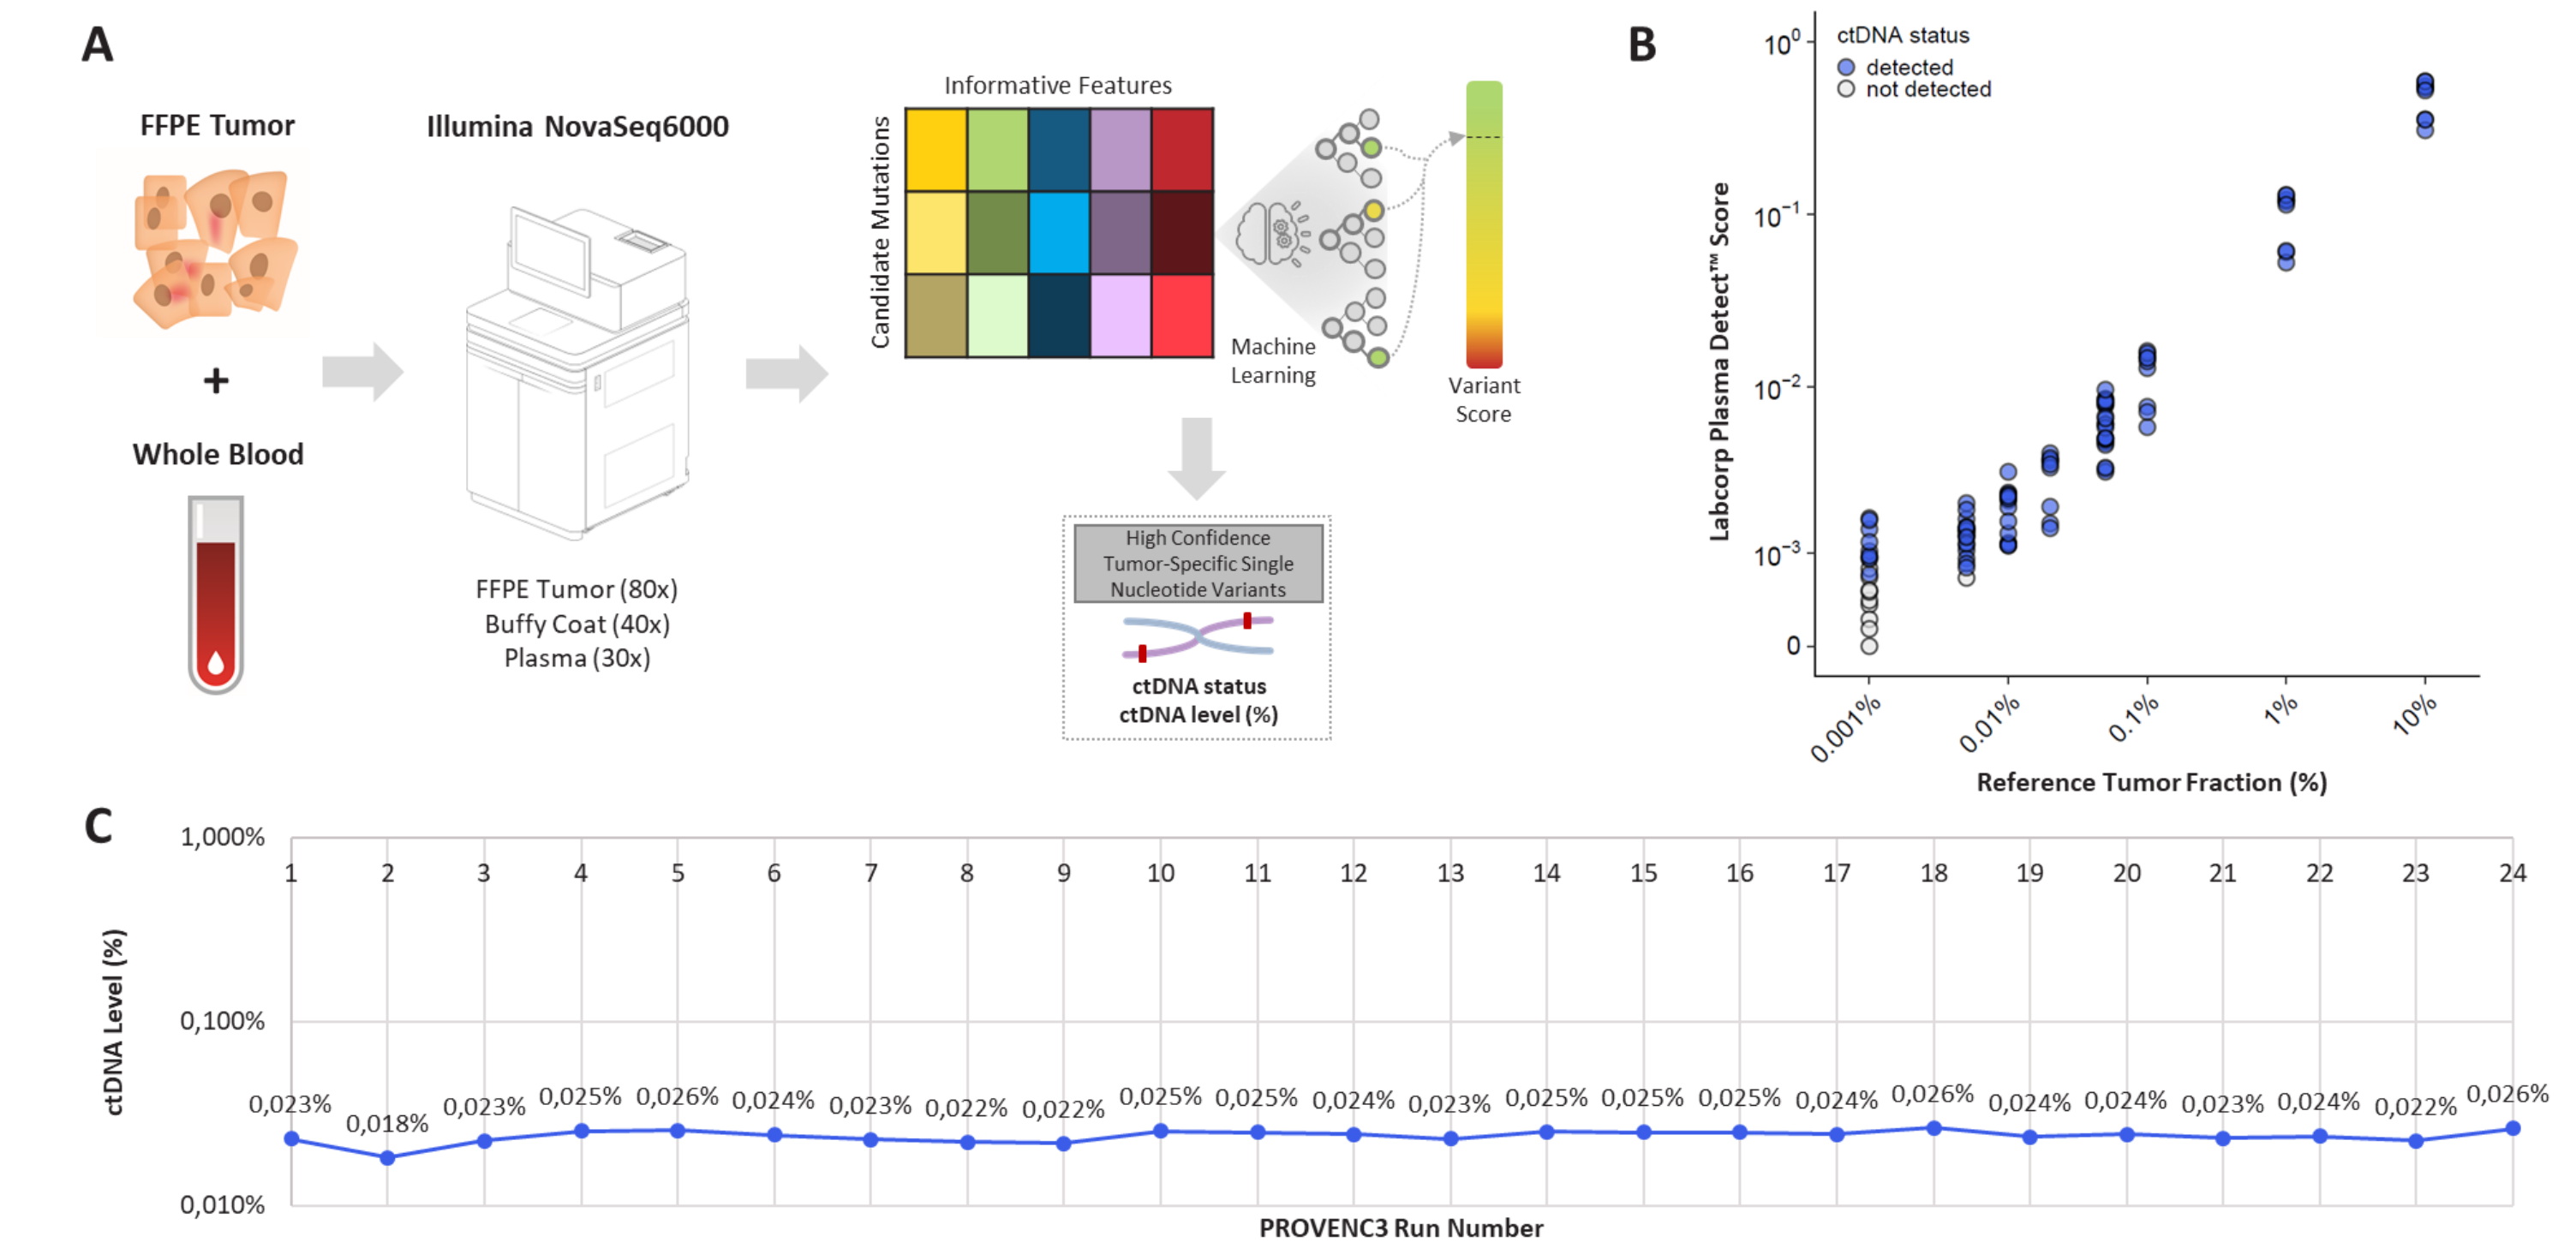 A
FFPE Tumor
+
Whole Blood
Illumina NovaSeq6000
FFPE Tumor (80x)
Buffy Coat (40x)
Plasma (30x)
Informative Features
Candidate Mutations
Machine
Learning
Variant
Score
High Confidence
Tumor-Specific Single
Nucleotide Variants
ctDNA status
ctDNA level (%)
B
ctDNA status
detected
not detected
Labcorp Plasma Detect™ Score
10⁰
10⁻¹
10⁻²
10⁻³
0
0.001%
0.01%
0.1%
1%
10%
Reference Tumor Fraction (%)
C
ctDNA Level (%)
1,000%
0,100%
0,010%
1 2 3 4 5 6 7 8 9 10 11 12 13 14 15 16 17 18 19 20 21 22 23 24
0,023% 0,018% 0,023% 0,025% 0,026% 0,024% 0,023% 0,022% 0,022% 0,025% 0,025% 0,024% 0,023% 0,025% 0,025% 0,025% 0,024% 0,026% 0,024% 0,024% 0,023% 0,024% 0,022% 0,026%
PROVENC3 Run Number